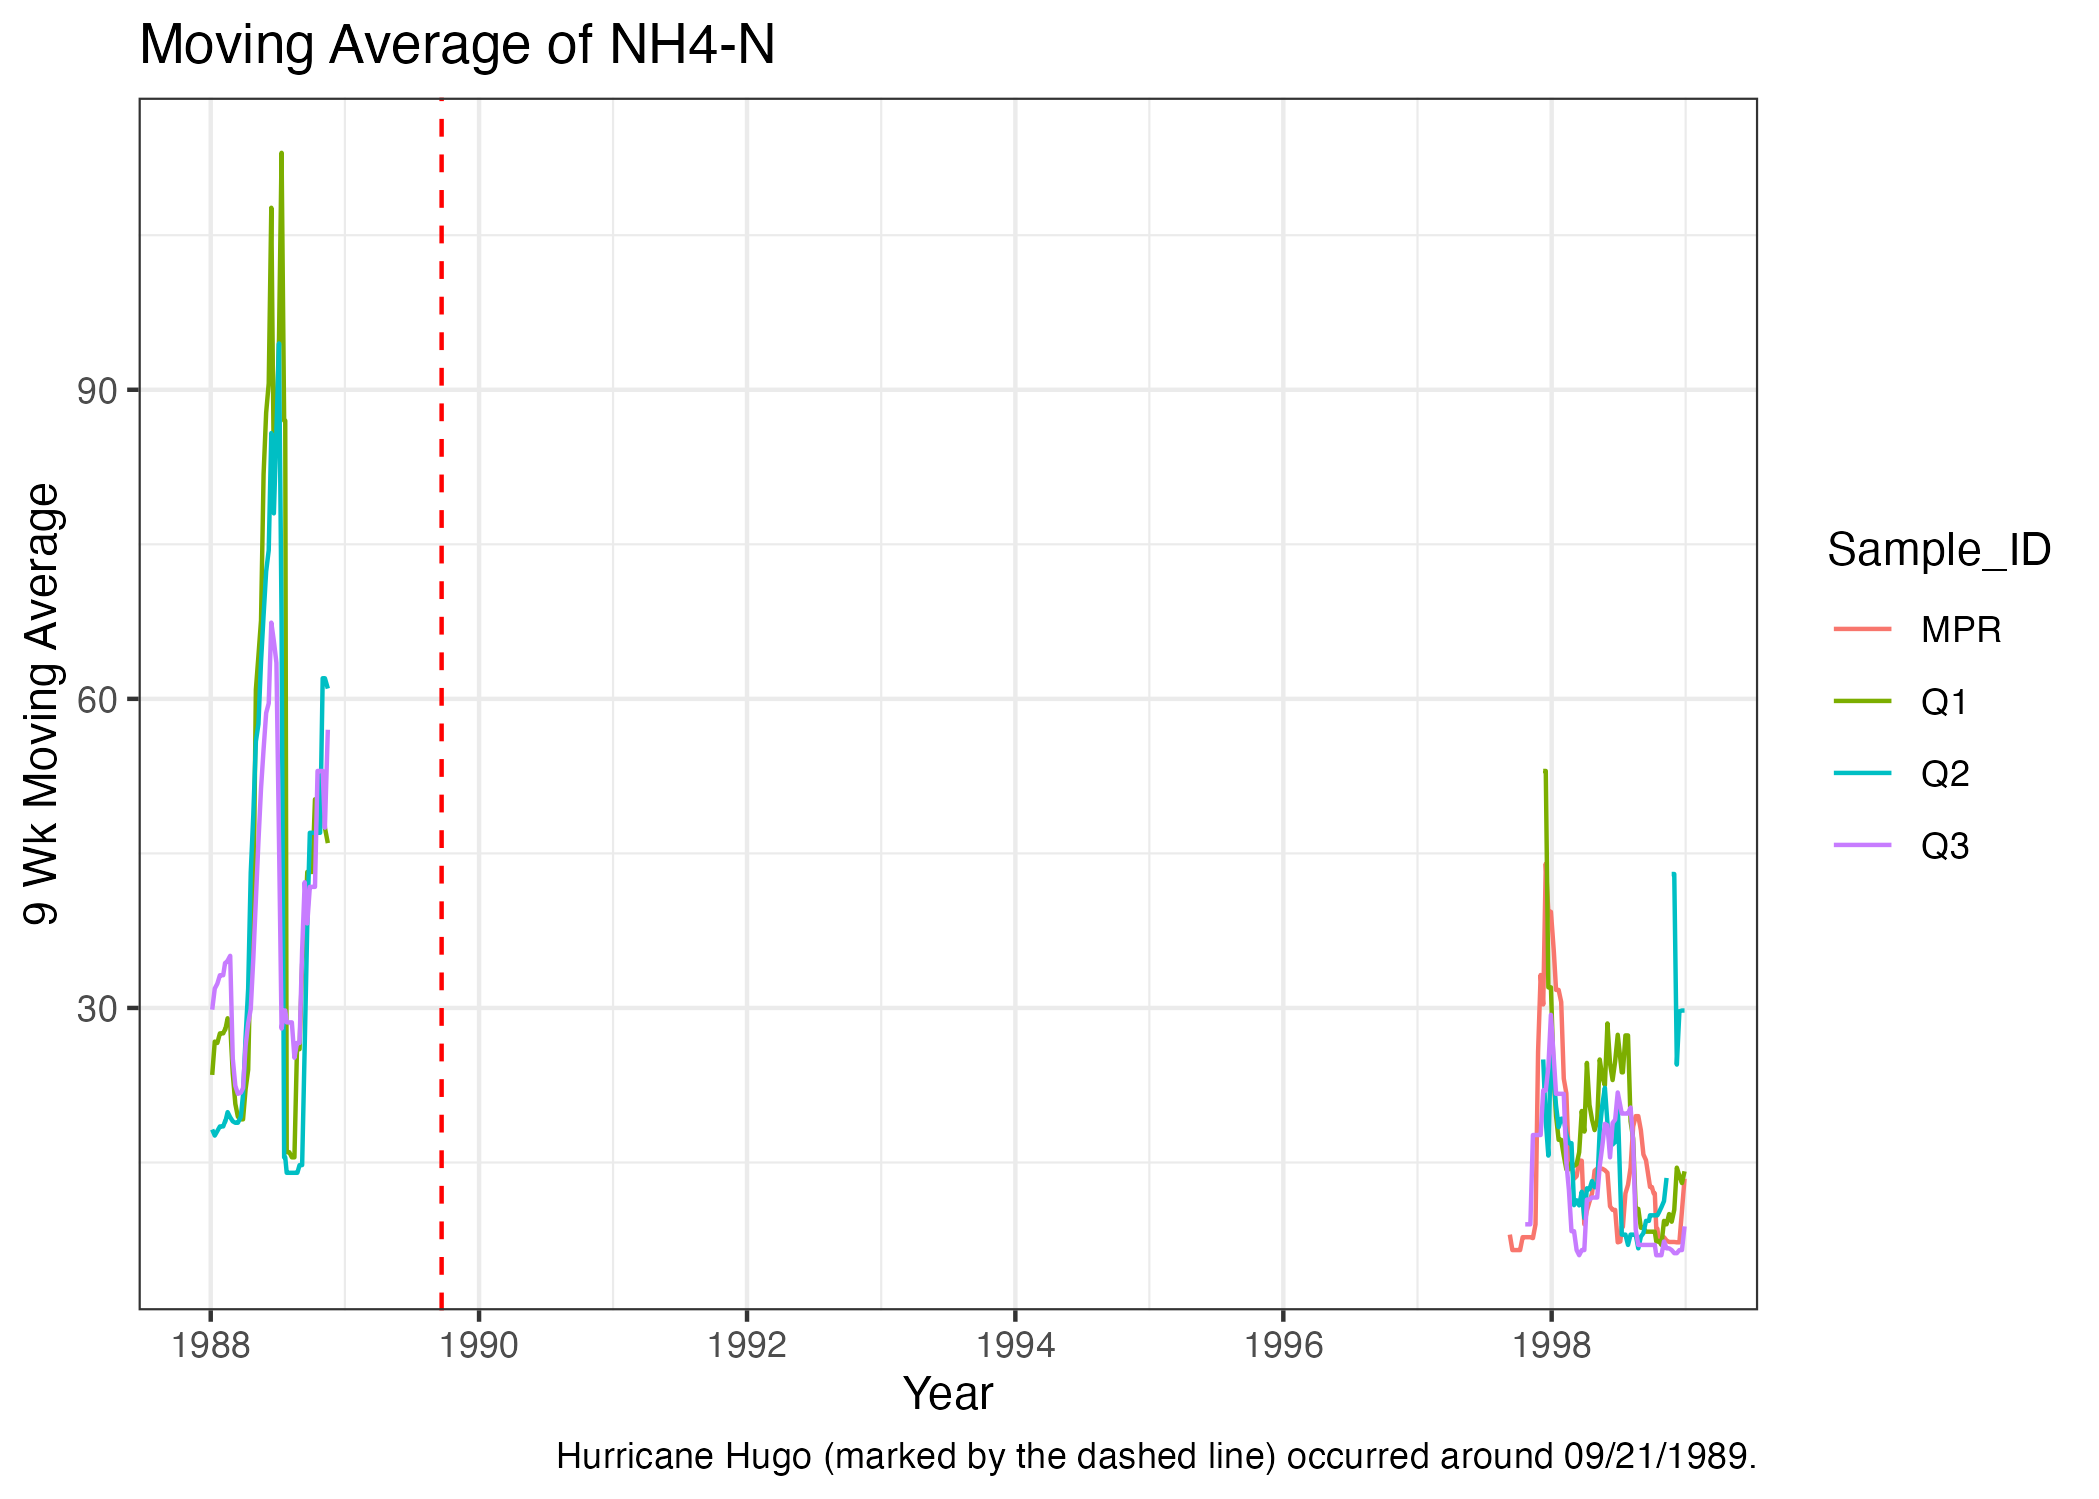 Moving Average of NH4-N
9 Wk Moving Average
90
60
30
1988 1990 1992 1994 1996 1998
Year
Sample_ID
MPR
Q1
Q2
Q3
Hurricane Hugo (marked by the dashed line) occurred around 09/21/1989.